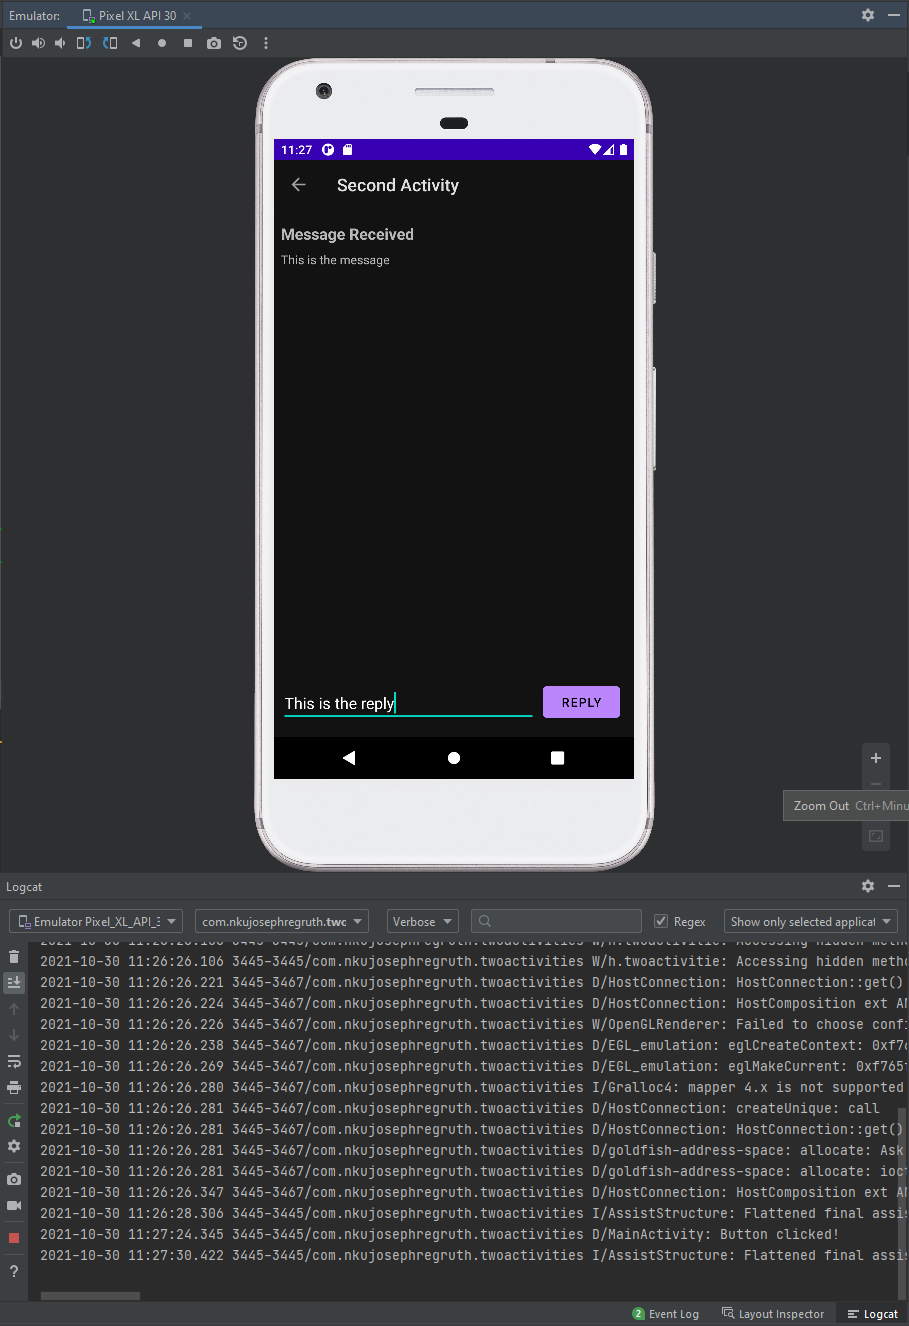 Emulator: Pixel XL API 30
11:27
Second Activity
Message Received
This is the message
This is the reply
REPLY
Zoom Out Ctrl+Minu
Logcat
Emulator Pixel_XL_API_3 com.nkujosephregruth.twc Verbose Regex Show only selected applicat
2021-10-30 11:26:26.106 3445-3445/com.nkujosephregruth.twoactivities W/h.twoactivitie: Accessing hidden metho
2021-10-30 11:26:26.221 3445-3467/com.nkujosephregruth.twoactivities D/HostConnection: HostConnection::get()
2021-10-30 11:26:26.224 3445-3467/com.nkujosephregruth.twoactivities D/HostConnection: HostComposition ext AN
2021-10-30 11:26:26.226 3445-3467/com.nkujosephregruth.twoactivities W/OpenGLRenderer: Failed to choose confi
2021-10-30 11:26:26.238 3445-3467/com.nkujosephregruth.twoactivities D/EGL_emulation: eglCreateContext: 0xf7
2021-10-30 11:26:26.269 3445-3467/com.nkujosephregruth.twoactivities D/EGL_emulation: eglMakeCurrent: 0xf765
2021-10-30 11:26:26.280 3445-3467/com.nkujosephregruth.twoactivities I/Gralloc4: mapper 4.x is not supported
2021-10-30 11:26:26.281 3445-3467/com.nkujosephregruth.twoactivities D/HostConnection: createUnique: call
2021-10-30 11:26:26.281 3445-3467/com.nkujosephregruth.twoactivities D/HostConnection: HostConnection::get()
2021-10-30 11:26:26.281 3445-3467/com.nkujosephregruth.twoactivities D/goldfish-address-space: allocate: Ask
2021-10-30 11:26:26.281 3445-3467/com.nkujosephregruth.twoactivities D/goldfish-address-space: allocate: ioc
2021-10-30 11:26:26.347 3445-3467/com.nkujosephregruth.twoactivities D/HostConnection: HostComposition ext AN
2021-10-30 11:26:28.306 3445-3445/com.nkujosephregruth.twoactivities I/AssistStructure: Flattened final assis
2021-10-30 11:27:24.345 3445-3445/com.nkujosephregruth.twoactivities D/MainActivity: Button clicked!
2021-10-30 11:27:30.422 3445-3445/com.nkujosephregruth.twoactivities I/AssistStructure: Flattened final assis
2 Event Log Layout Inspector Logcat